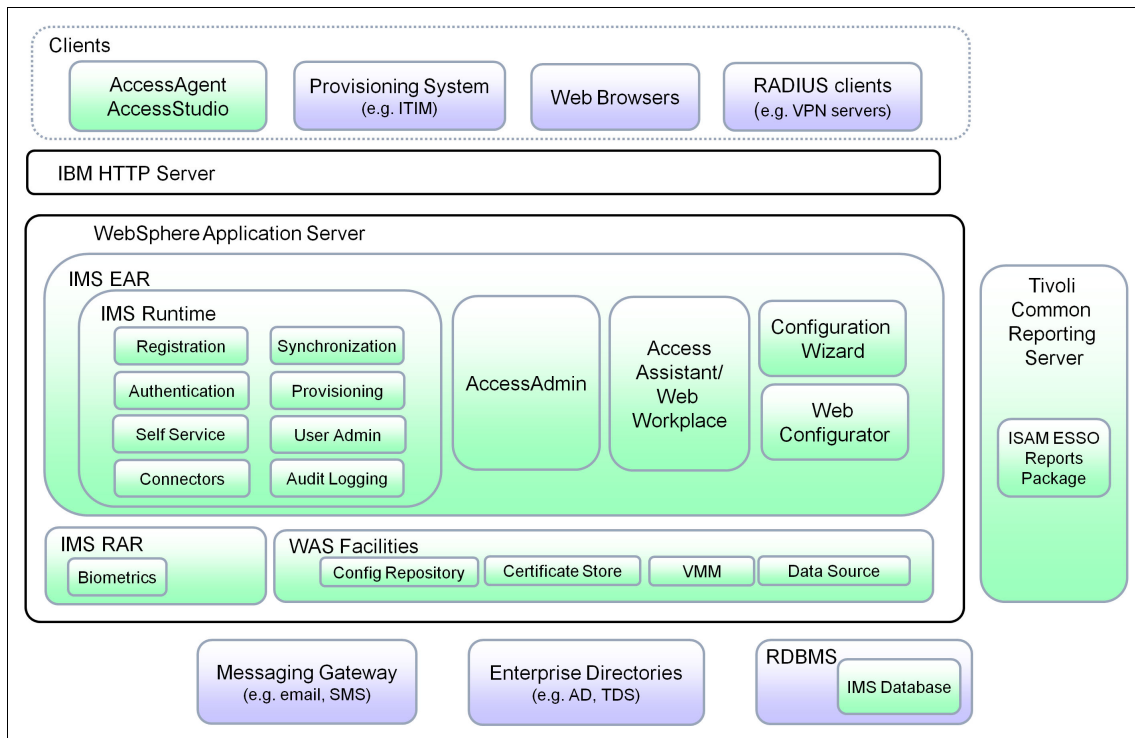 Clients
AccessAgent
AccessStudio
Provisioning System
(e.g. ITIM)
Web Browsers
RADIUS clients
(e.g. VPN servers)
IBM HTTP Server
WebSphere Application Server
IMS EAR
IMS Runtime
Registration
Synchronization
Authentication
Provisioning
Self Service
User Admin
Connectors
Audit Logging
AccessAdmin
Access
Assistant/
Web
Workplace
Configuration
Wizard
Web
Configurator
IMS RAR
Biometrics
WAS Facilities
Config Repository
Certificate Store
VMM
Data Source
Tivoli
Common
Reporting
Server
ISAM ESSO
Reports
Package
Messaging Gateway
(e.g. email, SMS)
Enterprise Directories
(e.g. AD, TDS)
RDBMS
IMS Database